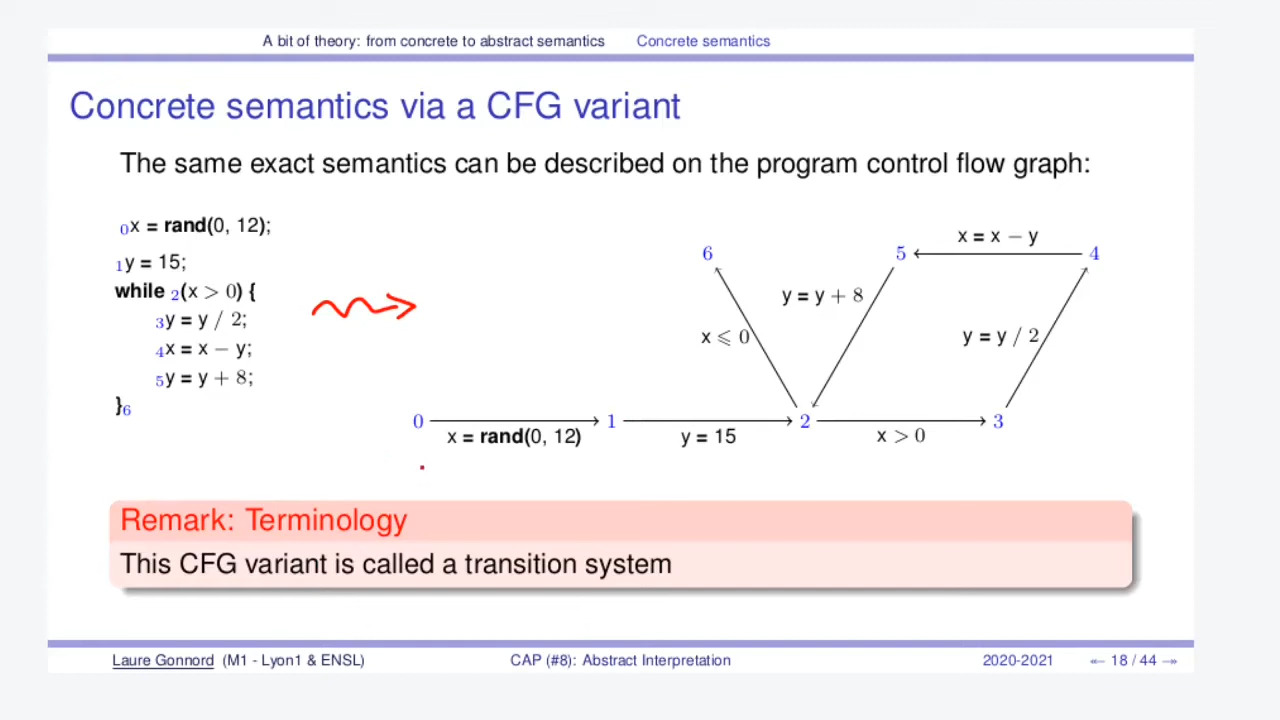 A bit of theory: from concrete to abstract semantics Concrete semantics
Concrete semantics via a CFG variant
The same exact semantics can be described on the program control flow graph:
0x = rand(0, 12);
1y = 15;
while 2(x > 0) {
3y = y / 2;
4x = x − y;
5y = y + 8;
}6
x = x − y
6 5 4
y = y + 8
x ⩽ 0 y = y / 2
0 1 2 3
x = rand(0, 12) y = 15 x > 0
Remark: Terminology
This CFG variant is called a transition system
Laure Gonnord (M1 - Lyon1 & ENSL) CAP (#8): Abstract Interpretation 2020-2021 ↞ 18 / 44 ↠